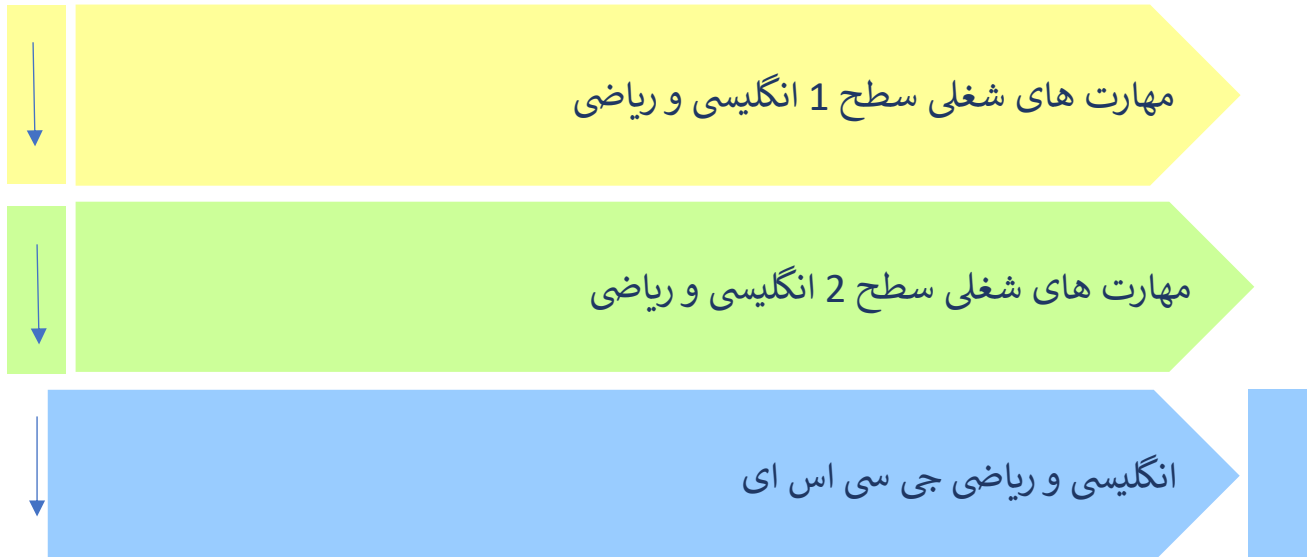 مهارت های شغلی سطح 1 انگلیسی و ریاضی
مهارت های شغلی سطح 2 انگلیسی و ریاضی
انگلیسی و ریاضی جی سی اس ای